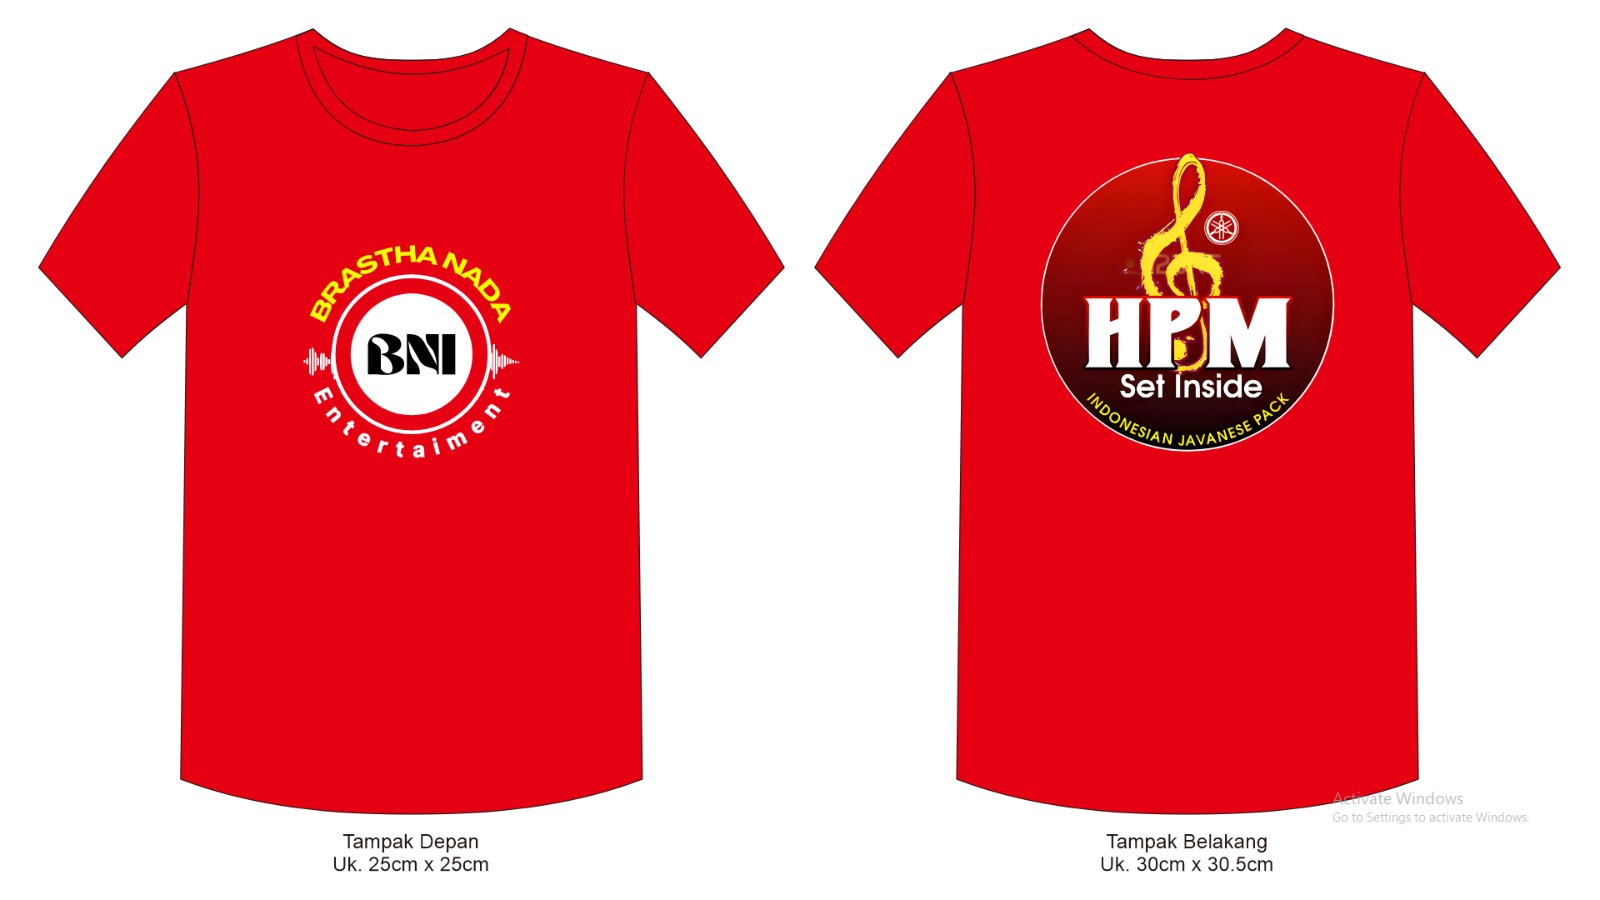 BRASTHA NADA
BNI
Entertaiment
HPM
Set Inside
INDONESIAN JAVANESE PACK
Activate Windows
Go to Settings to activate Windows.
Tampak Depan
Uk. 25cm x 25cm
Tampak Belakang
Uk. 30cm x 30.5cm